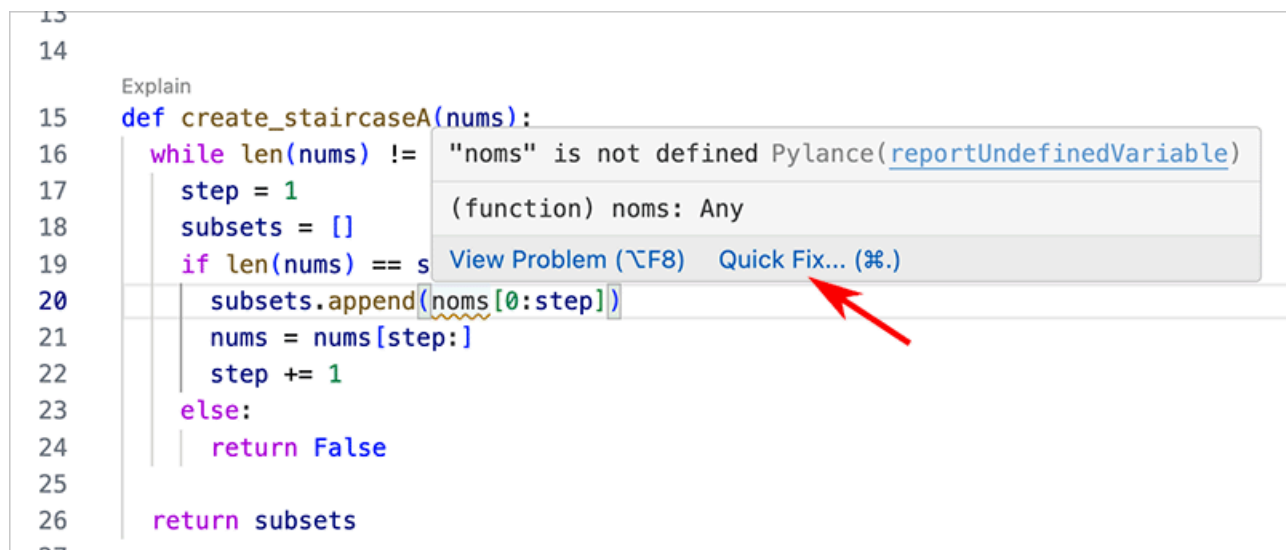 13
14
Explain
15 def create_staircaseA(nums):
16 while len(nums) !=
"noms" is not defined Pylance(reportUndefinedVariable)
17 step = 1
(function) noms: Any
18 subsets = []
19 if len(nums) == s
View Problem (⌥F8) Quick Fix... (⌘.)
20 subsets.append(noms[0:step])
21 nums = nums[step:]
22 step += 1
23 else:
24 return False
25
26 return subsets
27